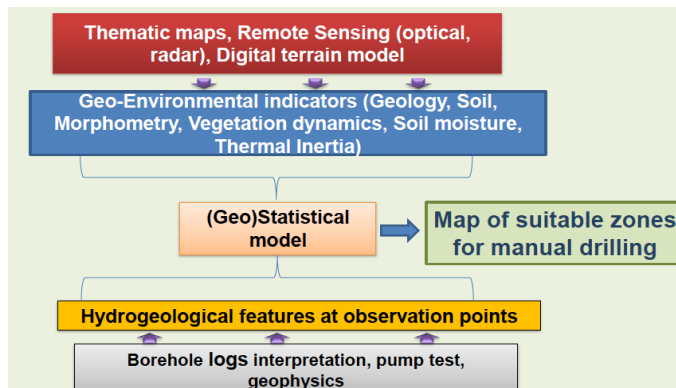 Thematic maps, Remote Sensing (optical,
radar), Digital terrain model
Geo-Environmental indicators (Geology, Soil,
Morphometry, Vegetation dynamics, Soil moisture,
Thermal Inertia)
(Geo)Statistical
model
Map of suitable zones
for manual drilling
Hydrogeological features at observation points
Borehole logs interpretation, pump test,
geophysics